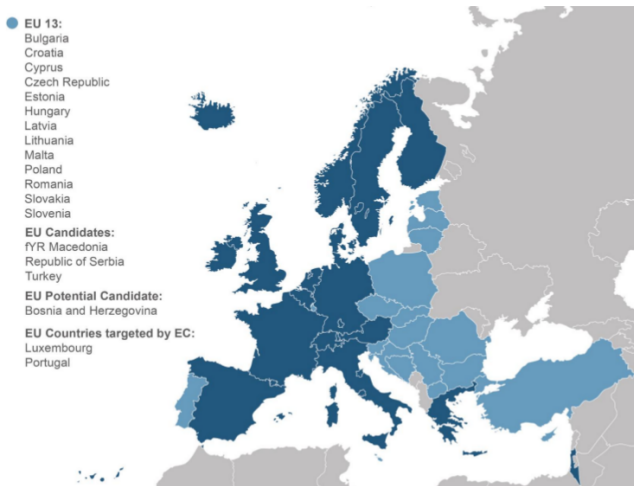 EU 13:
Bulgaria
Croatia
Cyprus
Czech Republic
Estonia
Hungary
Latvia
Lithuania
Malta
Poland
Romania
Slovakia
Slovenia
EU Candidates:
fYR Macedonia
Republic of Serbia
Turkey
EU Potential Candidate:
Bosnia and Herzegovina
EU Countries targeted by EC:
Luxembourg
Portugal